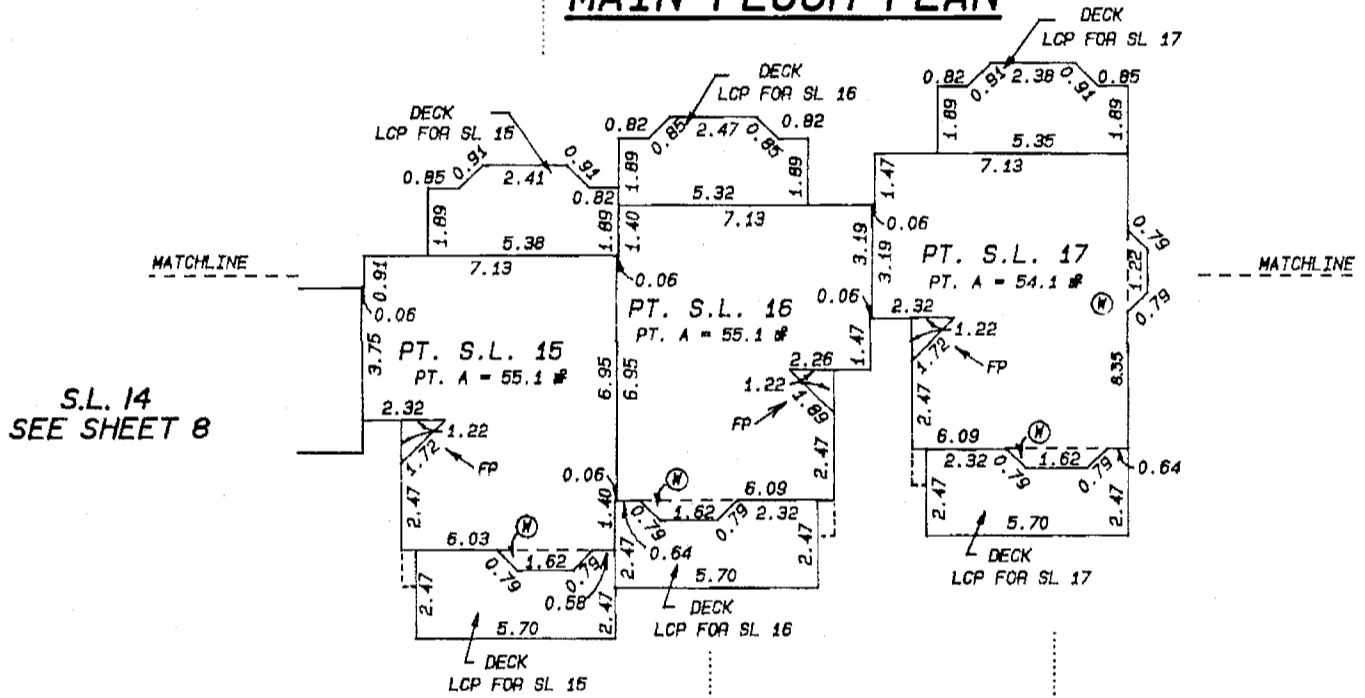 MAIN FLOOR PLAN
DECK
LCP FOR SL 17
0.82
0.91
2.38
0.91
0.85
1.89
1.89
5.35
7.13
1.47
DECK
LCP FOR SL 16
0.82
0.85
2.47
0.85
0.82
1.89
1.89
5.32
7.13
1.40
DECK
LCP FOR SL 15
0.85
0.91
2.41
0.91
0.82
1.89
1.89
5.38
7.13
0.91
MATCHLINE
MATCHLINE
0.06
3.75
PT. S.L. 15
PT. A = 55.1 m²
6.95
2.32
1.22
1.72
FP
2.47
1.40
6.03
W
0.79
1.62
0.79
0.58
2.47
2.47
5.70
DECK
LCP FOR SL 15
S.L. 14
SEE SHEET 8
0.06
PT. S.L. 16
PT. A = 55.1 m²
6.95
3.19
0.06
1.47
2.26
1.22
1.89
FP
2.47
0.06
W
6.09
0.79
1.62
0.79
2.32
0.64
2.47
2.47
5.70
DECK
LCP FOR SL 16
0.06
3.19
PT. S.L. 17
PT. A = 54.1 m²
0.79
1.22
0.79
W
2.32
1.22
1.72
FP
8.35
2.47
6.09
W
2.32
0.79
1.62
0.79
0.64
2.47
2.47
5.70
DECK
LCP FOR SL 17